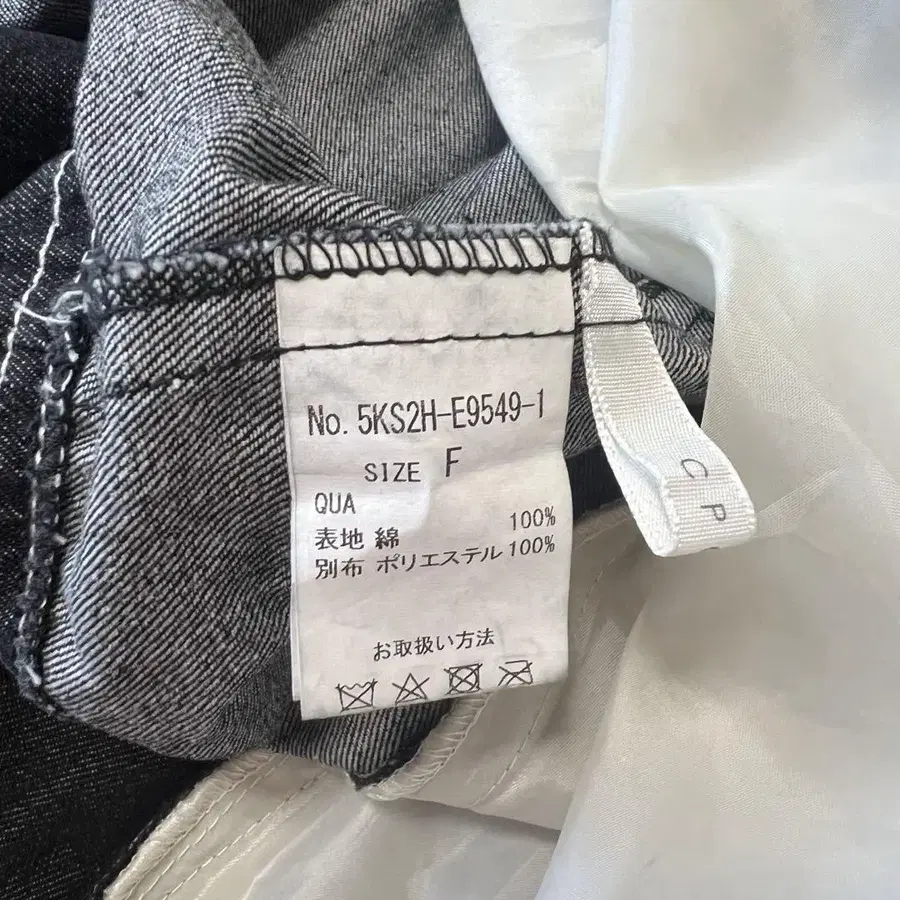 No. 5KS2H-E9549-1
SIZE F
QUA
表地 綿 100%
別布 ポリエステル 100%
お取扱い方法
C P